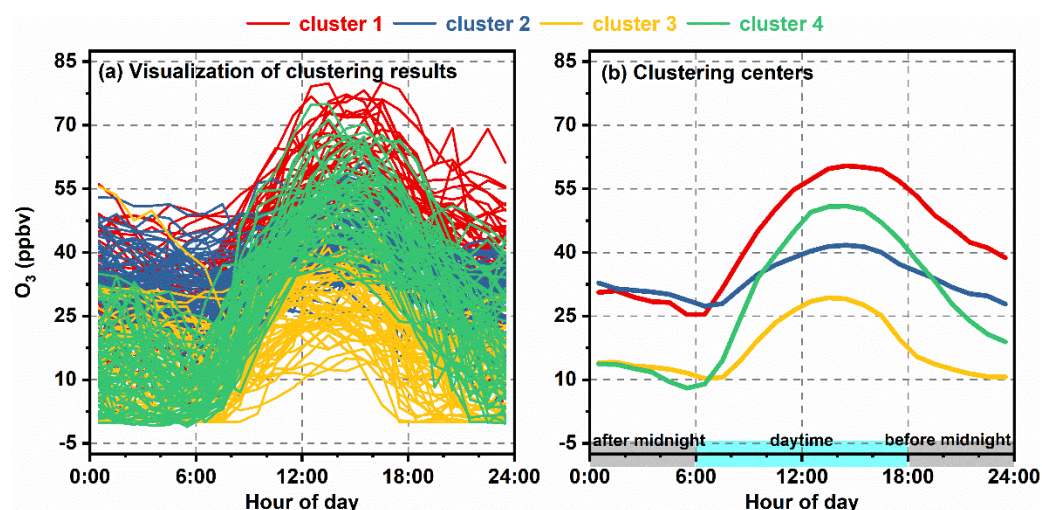 cluster 1 cluster 2 cluster 3 cluster 4
(a) Visualization of clustering results
85
70
55
40
25
10
-5
O3 (ppbv)
0:00 6:00 12:00 18:00 24:00
Hour of day
(b) Clustering centers
85
70
55
40
25
10
-5
after midnight daytime before midnight
0:00 6:00 12:00 18:00 24:00
Hour of day